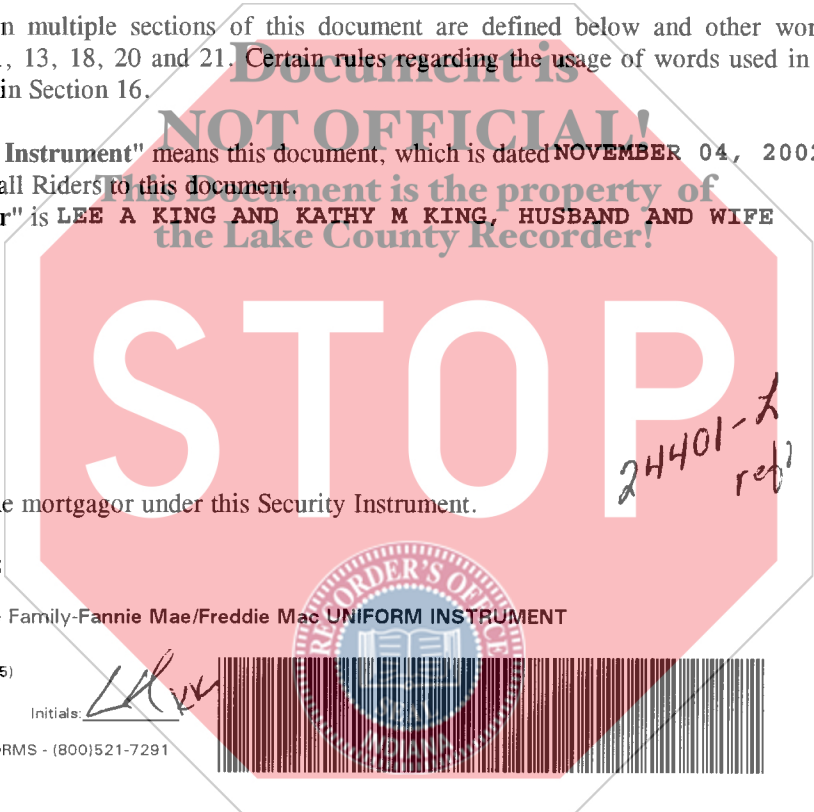 n multiple sections of this document are defined below and other wor
, 13, 18, 20 and 21. Certain rules regarding the usage of words used in
in Section 16.
Document is
NOT OFFICIAL!
This Document is the property of
the Lake County Recorder!
Instrument" means this document, which is dated NOVEMBER 04, 2002
all Riders to this document.
r" is LEE A KING AND KATHY M KING, HUSBAND AND WIFE
STOP
24401-L
ref
e mortgagor under this Security Instrument.
Family-Fannie Mae/Freddie Mac UNIFORM INSTRUMENT
5)
Initials:
RMS - (800)521-7291
RECORDER'S OFFICE
SEAL
INDIANA